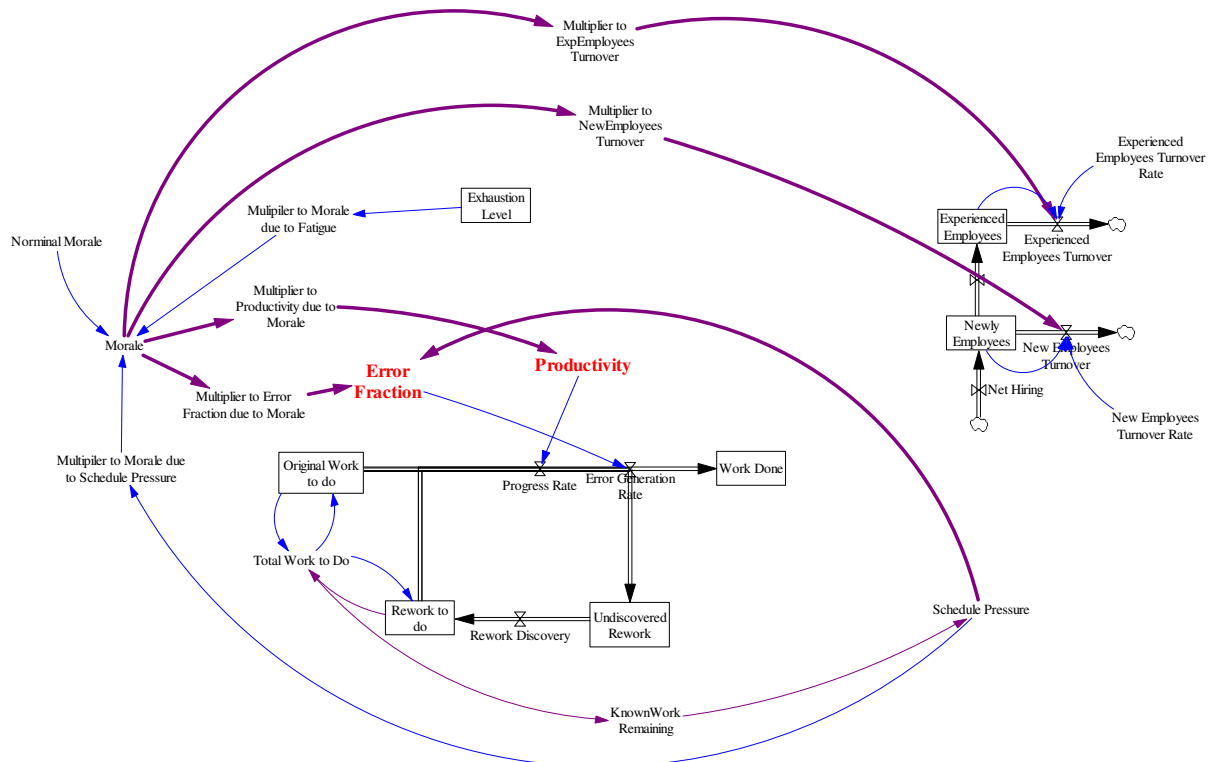 Multiplier to
ExpEmployees
Turnover
Multiplier to
NewEmployees
Turnover
Experienced
Employees Turnover
Rate
Exhaustion
Level
Mulipiler to Morale
due to Fatigue
Norminal Morale
Experienced
Employees
Experienced
Employees Turnover
Multiplier to
Productivity due to
Morale
Morale
Newly
Employees
New Employees
Turnover
Error
Fraction
Productivity
Multiplier to Error
Fraction due to Morale
Net Hiring
New Employees
Turnover Rate
Multipiler to Morale due
to Schedule Pressure
Original Work
to do
Progress Rate
Error Generation
Rate
Work Done
Total Work to Do
Rework to
do
Rework Discovery
Undiscovered
Rework
Schedule Pressure
KnownWork
Remaining